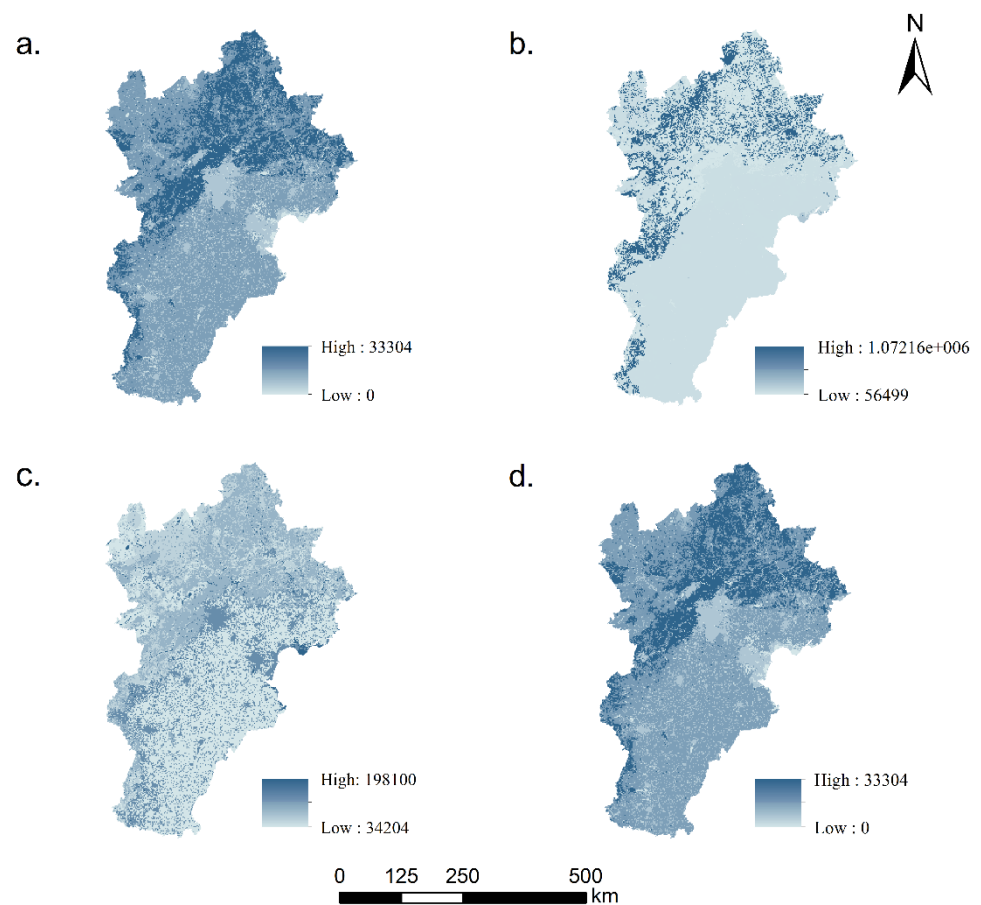 a.
b.
N
High : 33304
Low : 0
High : 1.07216e+006
Low : 56499
c.
d.
High: 198100
Low : 34204
High : 33304
Low : 0
0 125 250 500
km